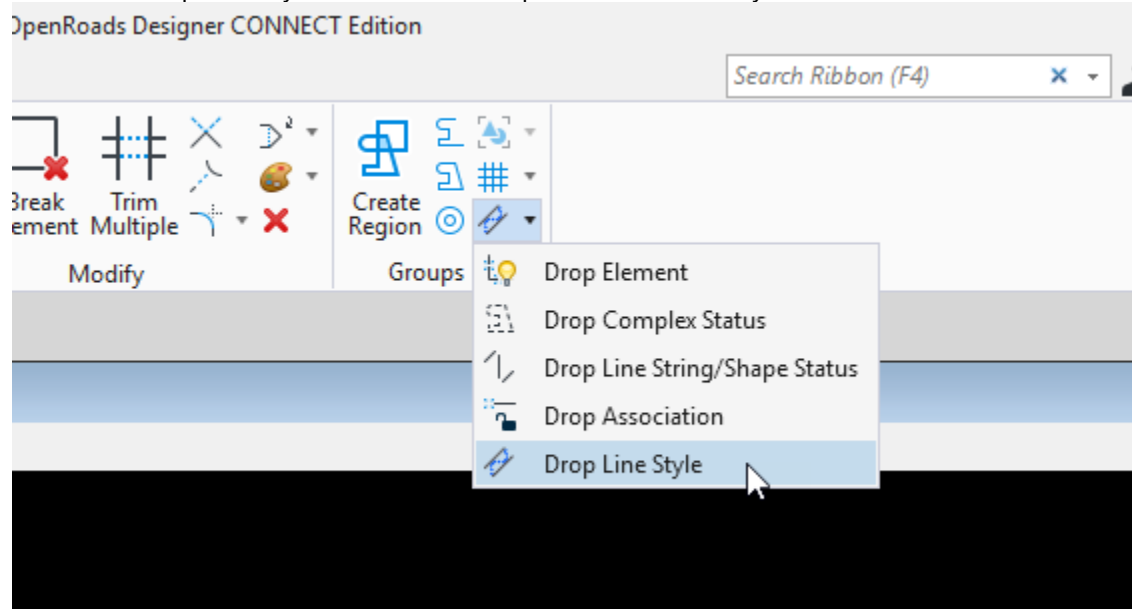 OpenRoads Designer CONNECT Edition
Search Ribbon (F4)
Trim
Multiple
Create
Region
Modify
Groups
Drop Element
Drop Complex Status
Drop Line String/Shape Status
Drop Association
Drop Line Style